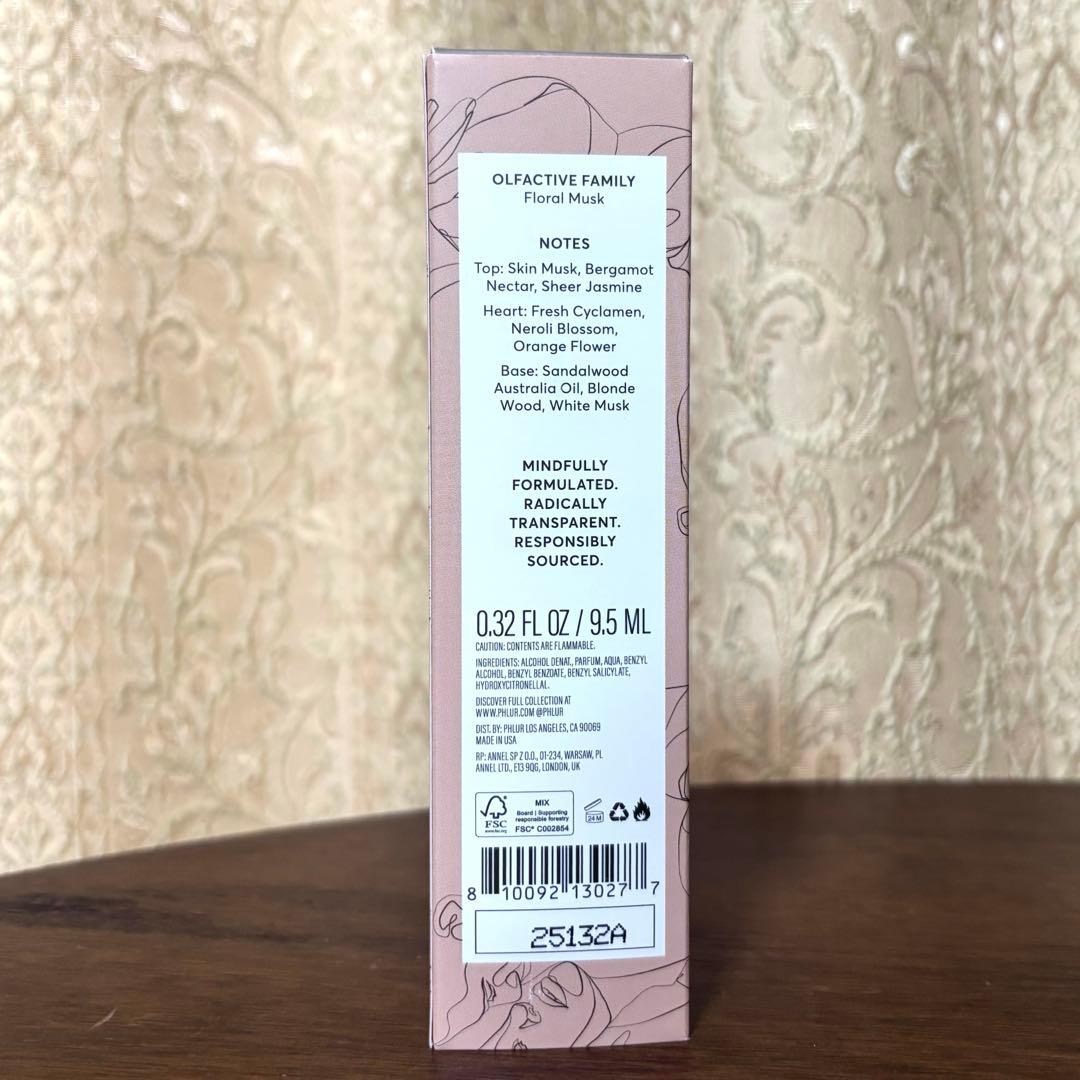 OLFACTIVE FAMILY
Floral Musk
NOTES
Top: Skin Musk, Bergamot
Nectar, Sheer Jasmine
Heart: Fresh Cyclamen,
Neroli Blossom,
Orange Flower
Base: Sandalwood
Australia Oil, Blonde
Wood, White Musk
MINDFULLY
FORMULATED.
RADICALLY
TRANSPARENT.
RESPONSIBLY
SOURCED.
0.32 FL OZ / 9.5 ML
CAUTION: CONTENTS ARE FLAMMABLE.
INGREDIENTS: ALCOHOL DENAT., PARFUM, AQUA, BENZYL
ALCOHOL, BENZYL BENZOATE, BENZYL SALICYLATE,
HYDROXYCITRONELLAL.
DISCOVER FULL COLLECTION AT
WWW.PHLUR.COM @PHLUR
DIST. BY: PHLUR LOS ANGELES, CA 90069
MADE IN USA
RP: ANNEL SP Z O.O., 01-234, WARSAW, PL
ANNEL LTD., E13 9QG, LONDON, UK
FSC
www.fsc.org
MIX
Board | Supporting
responsible forestry
FSC® C002854
24 M
8 10092 13027 7
25132A